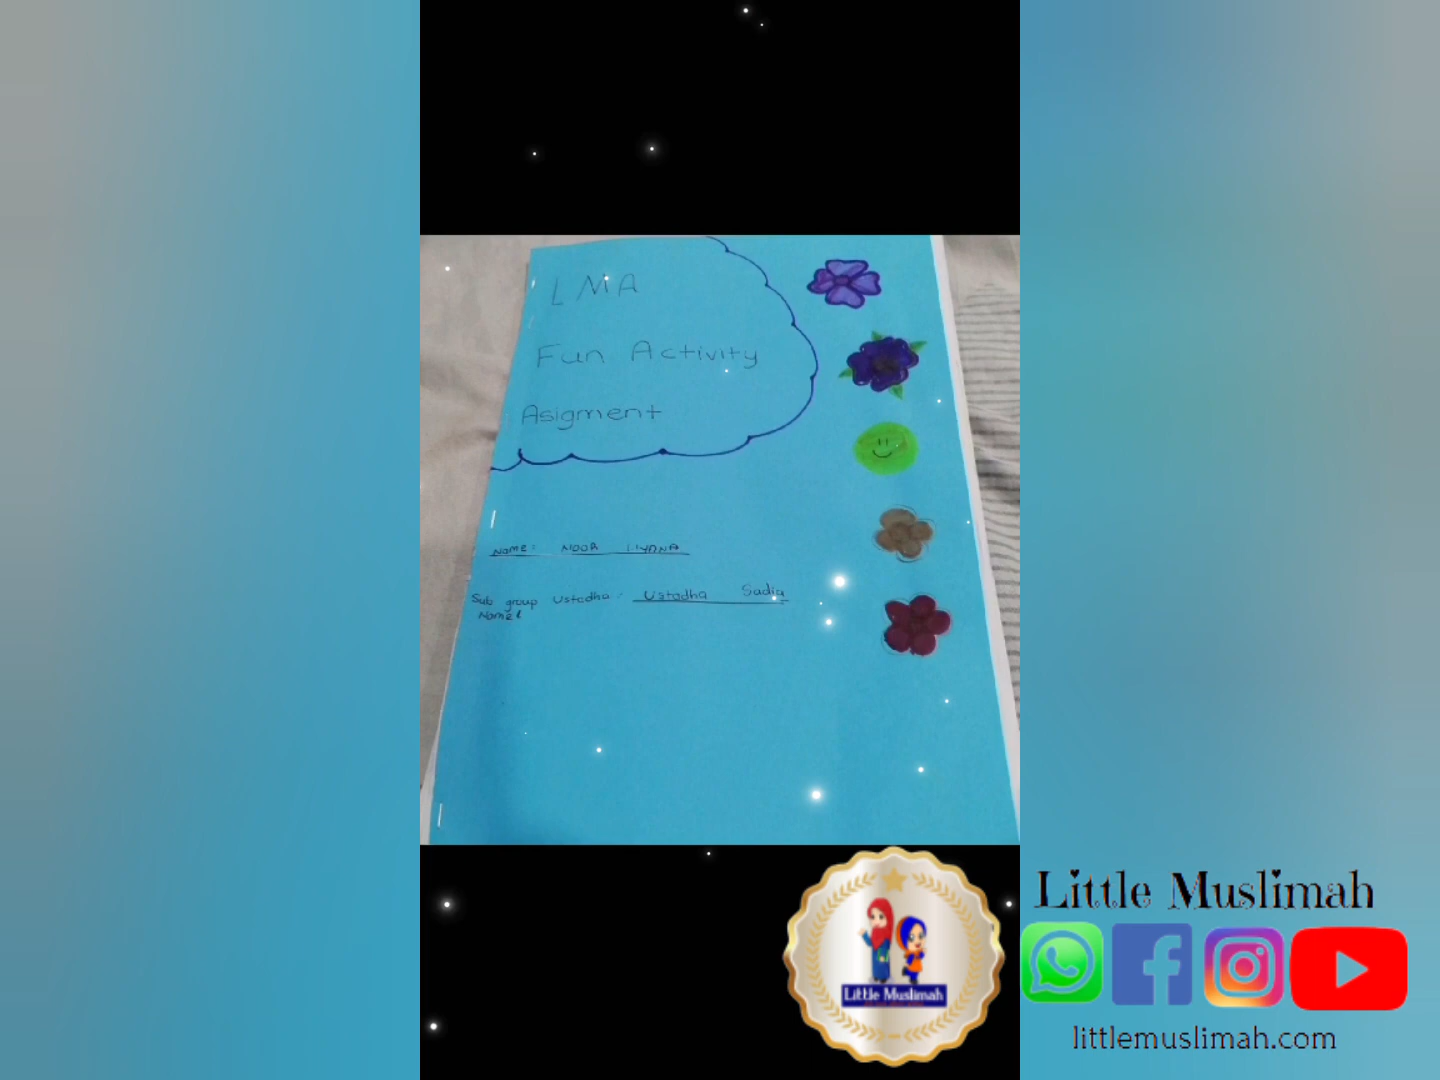 LMA
Fun Activity
Asigment
Name: NOOR LIYANA
Sub group Ustadha: Ustadha Sadia
Name:
Little Muslimah
Little Muslimah
littlemuslimah.com